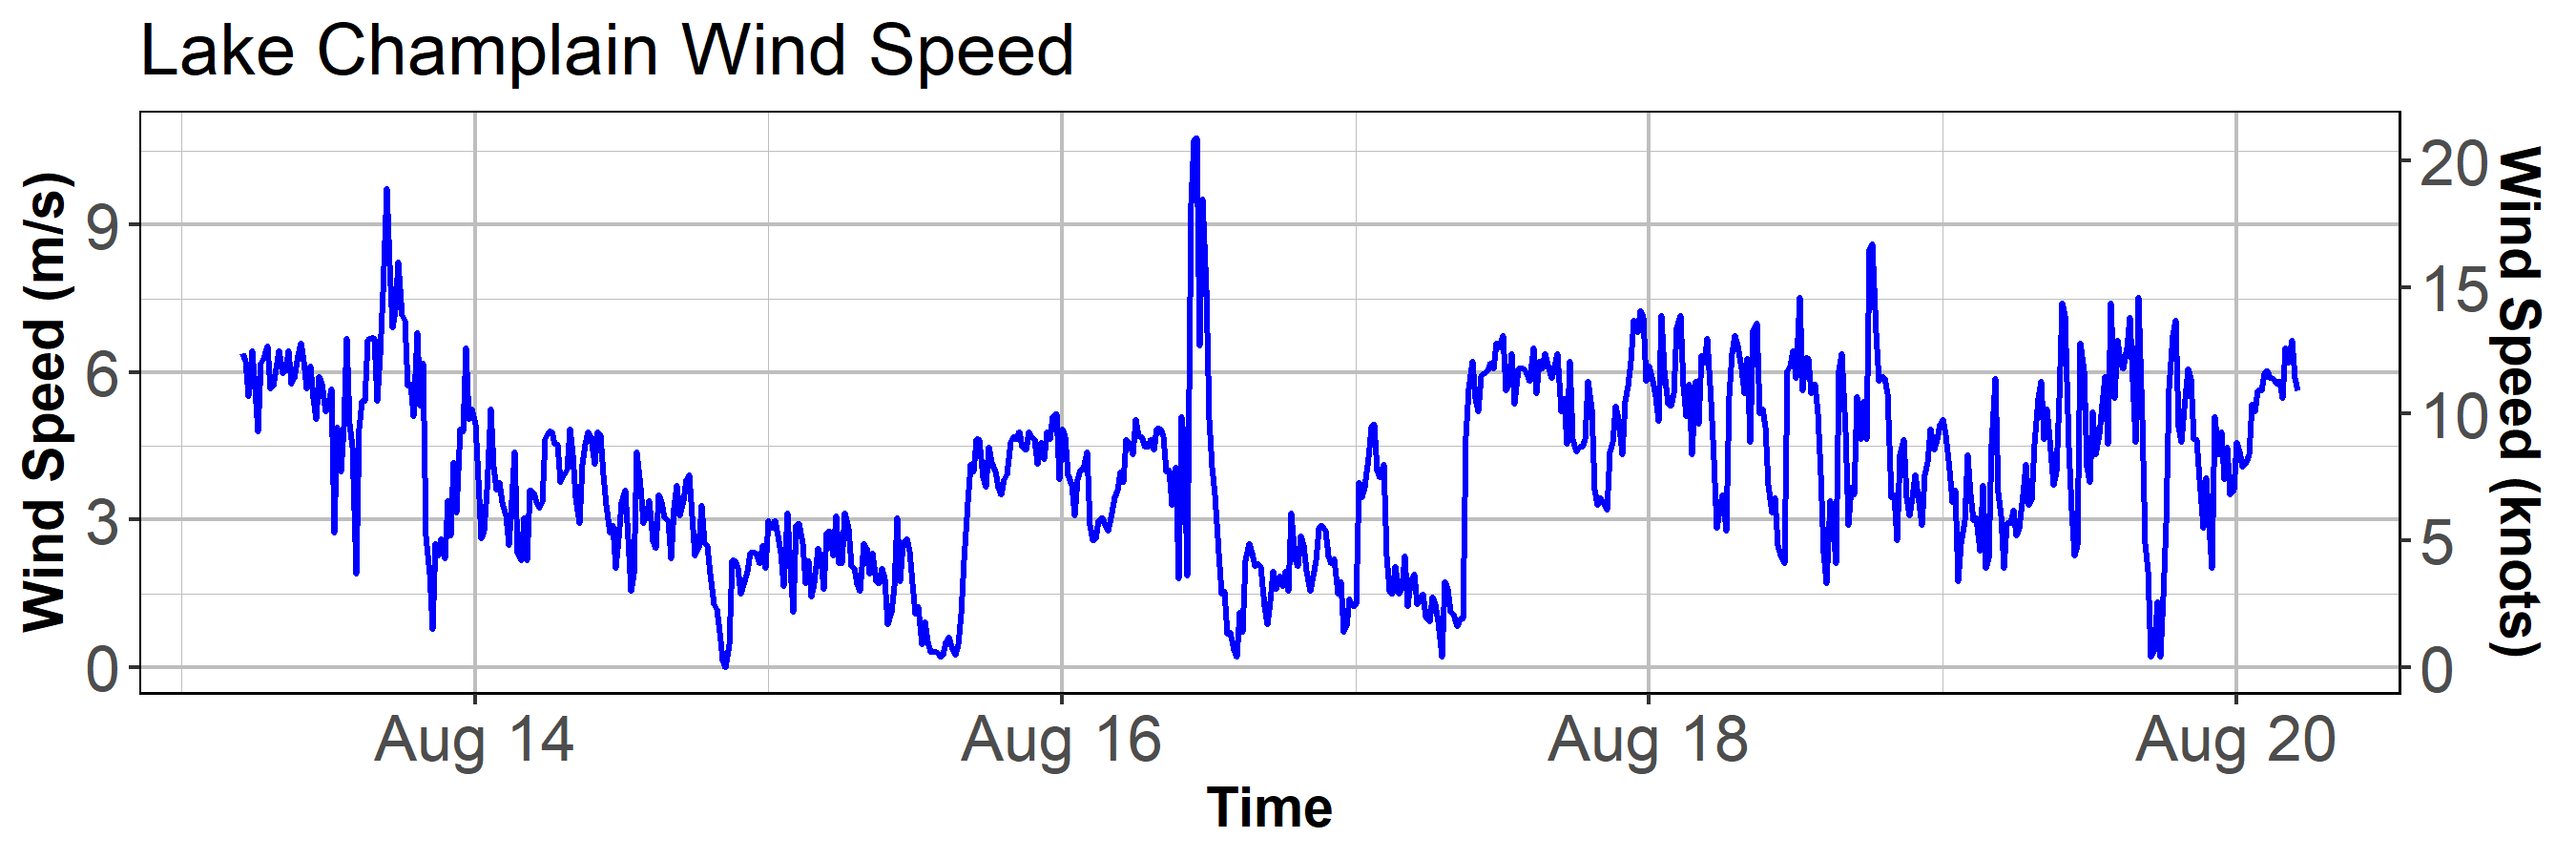 Lake Champlain Wind Speed
Wind Speed (m/s)
9
6
3
0
20
15
10
5
0
Wind Speed (knots)
Aug 14 Aug 16 Aug 18 Aug 20
Time